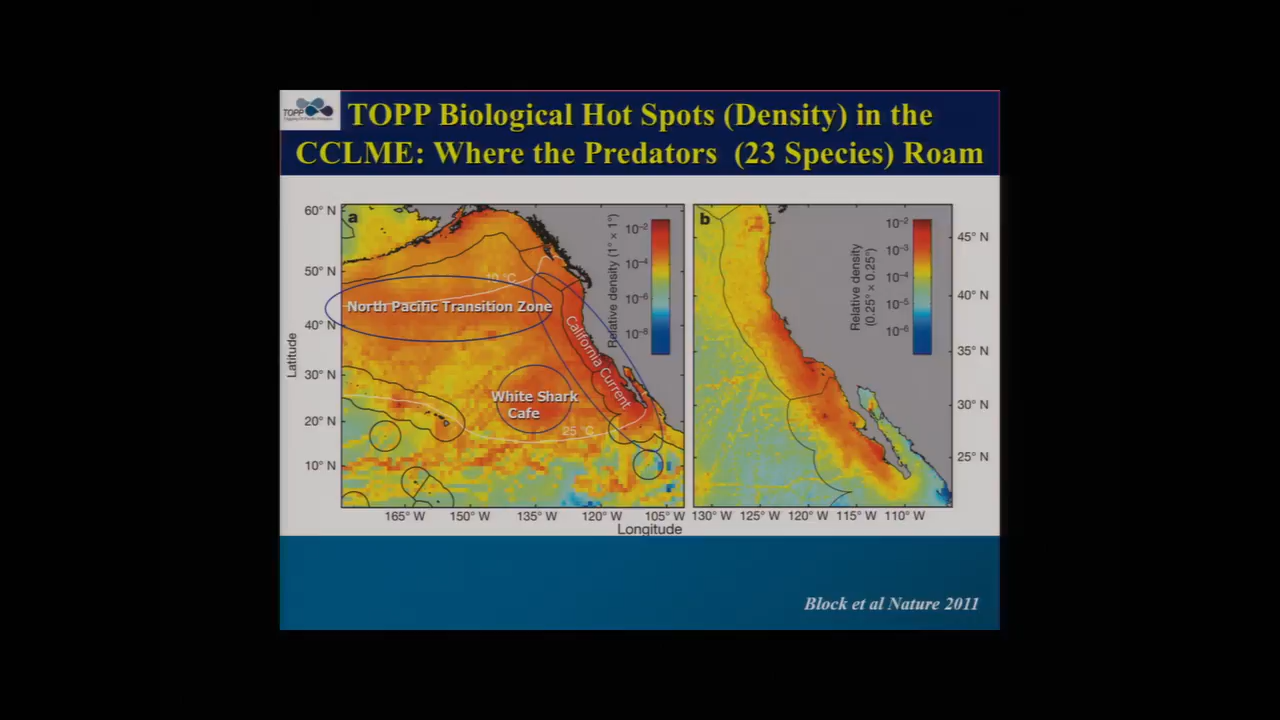 TOPP
TOPP Biological Hot Spots (Density) in the
CCLME: Where the Predators (23 Species) Roam
a
60° N
50° N
40° N
30° N
20° N
10° N
Latitude
10 °C
North Pacific Transition Zone
California Current
White Shark
Cafe
25 °C
Relative density (1° × 1°)
10⁻²
10⁻⁴
10⁻⁶
10⁻⁸
165° W 150° W 135° W 120° W 105° W
b
Relative density
(0.25° × 0.25°)
10⁻²
10⁻³
10⁻⁴
10⁻⁵
10⁻⁶
45° N
40° N
35° N
30° N
25° N
130° W 125° W 120° W 115° W 110° W
Longitude
Block et al Nature 2011